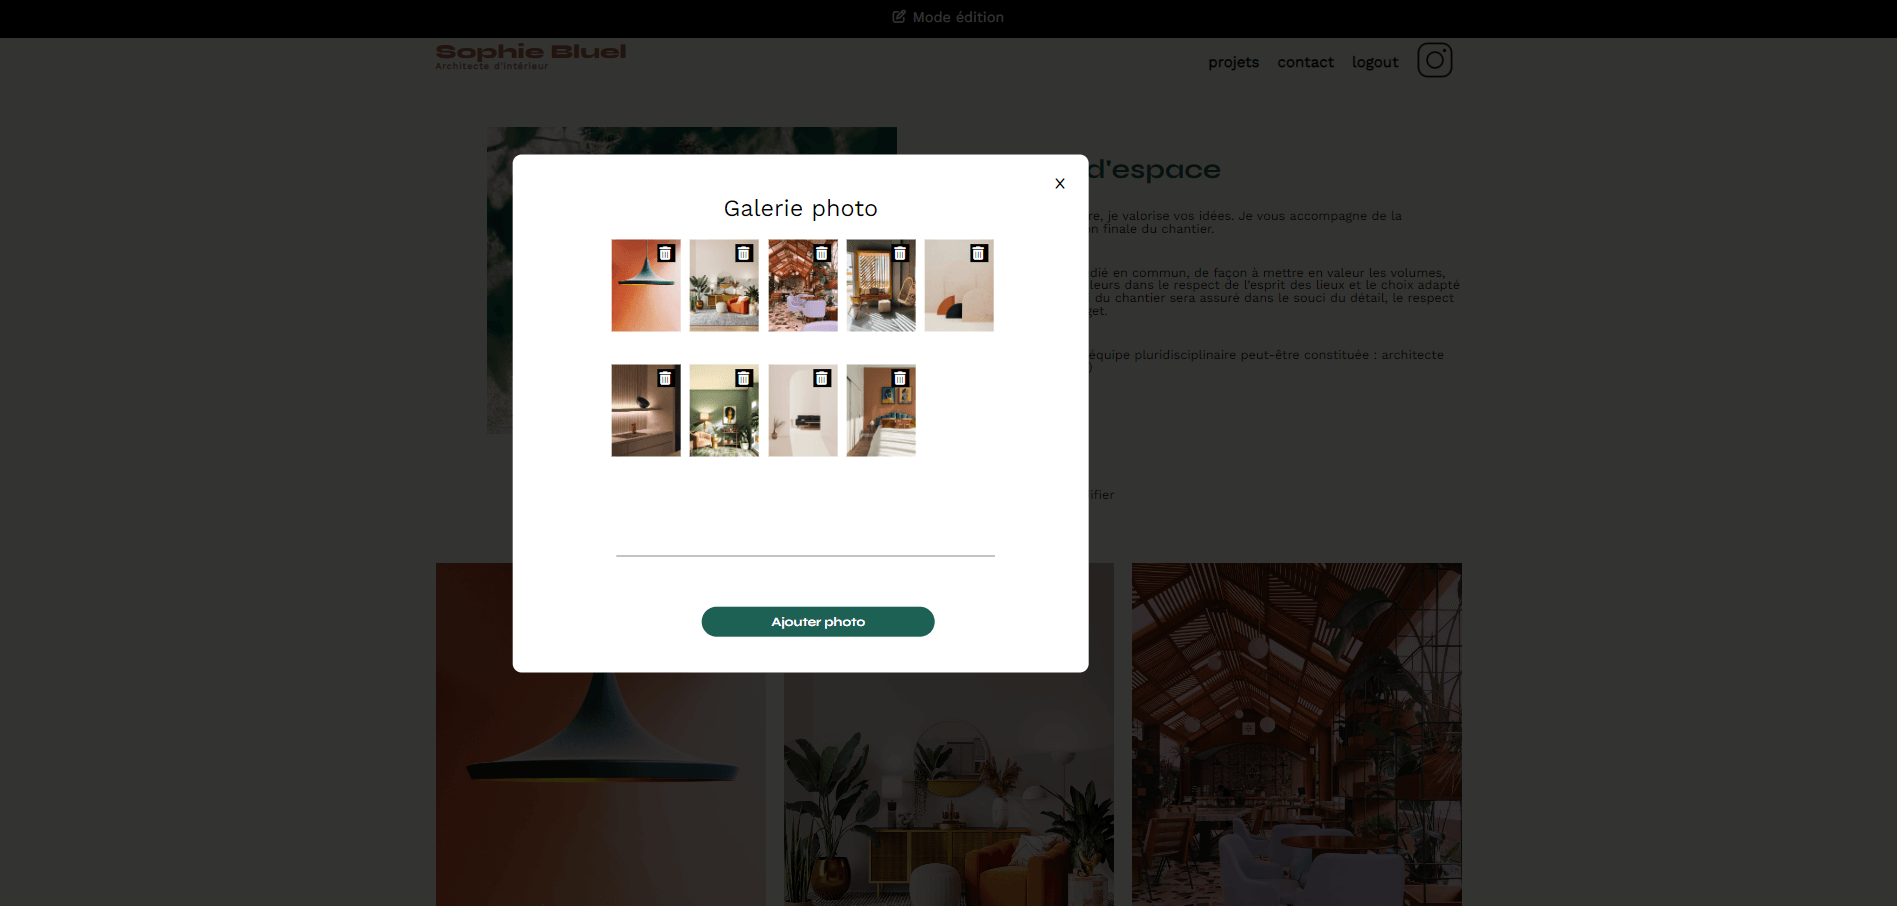 Mode édition
Sophie Bluel
Architecte d'intérieur
projets
contact
logout
x
Galerie photo
d'espace
re, je valorise vos idées. Je vous accompagne de la
n finale du chantier.
dié en commun, de façon à mettre en valeur les volumes,
leurs dans le respect de l'esprit des lieux et le choix adapté
du chantier sera assuré dans le souci du détail, le respect
get.
équipe pluridisciplinaire peut-être constituée : architecte
)
ifier
Ajouter photo